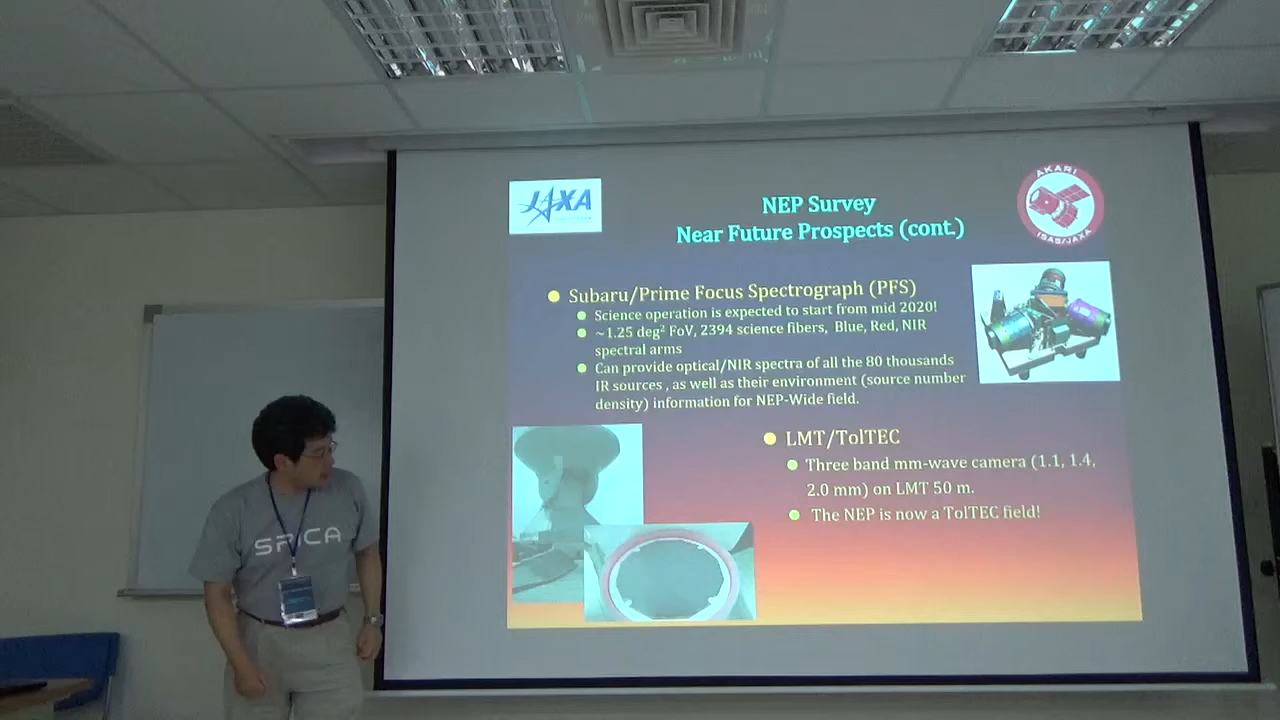 JAXA
NEP Survey
Near Future Prospects (cont.)
AKARI
ISAS/JAXA
Subaru/Prime Focus Spectrograph (PFS)
Science operation is expected to start from mid 2020!
~1.25 deg² FoV, 2394 science fibers, Blue, Red, NIR
spectral arms
Can provide optical/NIR spectra of all the 80 thousands
IR sources , as well as their environment (source number
density) information for NEP-Wide field.
LMT/TolTEC
Three band mm-wave camera (1.1, 1.4,
2.0 mm) on LMT 50 m.
The NEP is now a TolTEC field!
SPICA